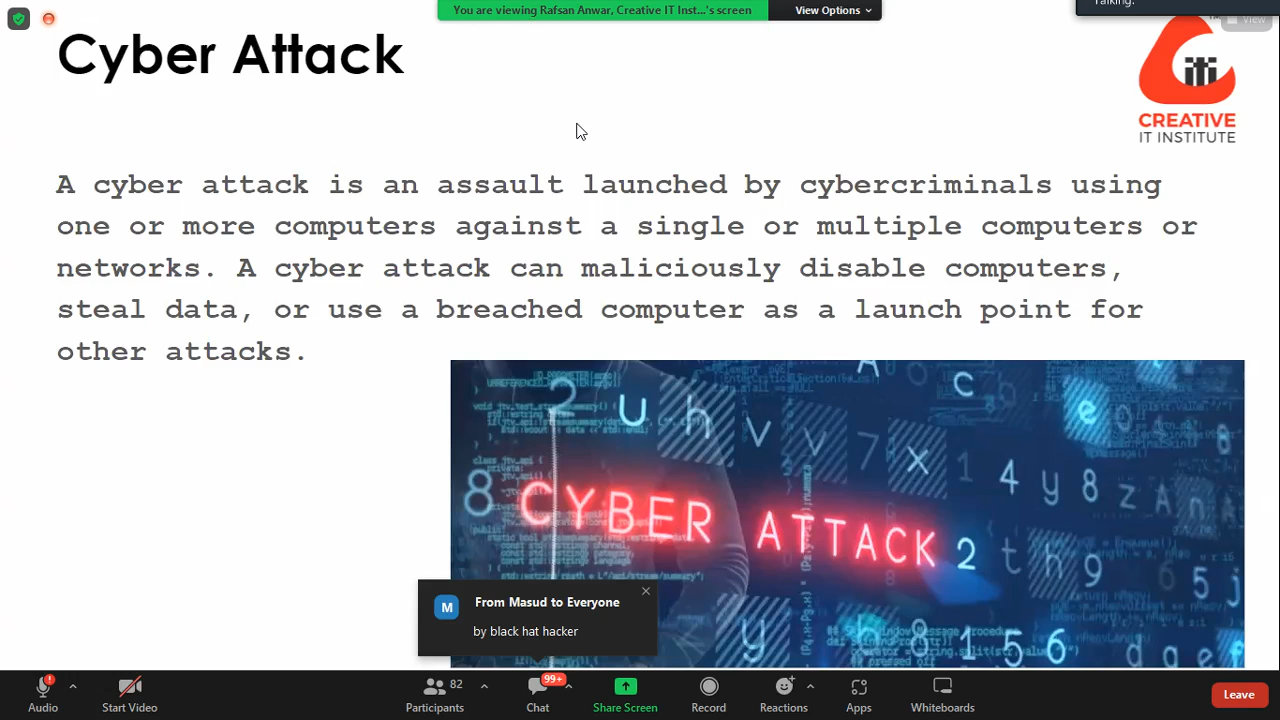 You are viewing Rafsan Anwar, Creative IT Inst...'s screen
View Options
Talking:
View
Cyber Attack
CREATIVE
IT INSTITUTE
A cyber attack is an assault launched by cybercriminals using
one or more computers against a single or multiple computers or
networks. A cyber attack can maliciously disable computers,
steal data, or use a breached computer as a launch point for
other attacks.
CYBER ATTACK
M
From Masud to Everyone
by black hat hacker
Audio
Start Video
82
Participants
99+
Chat
Share Screen
Record
Reactions
Apps
Whiteboards
Leave